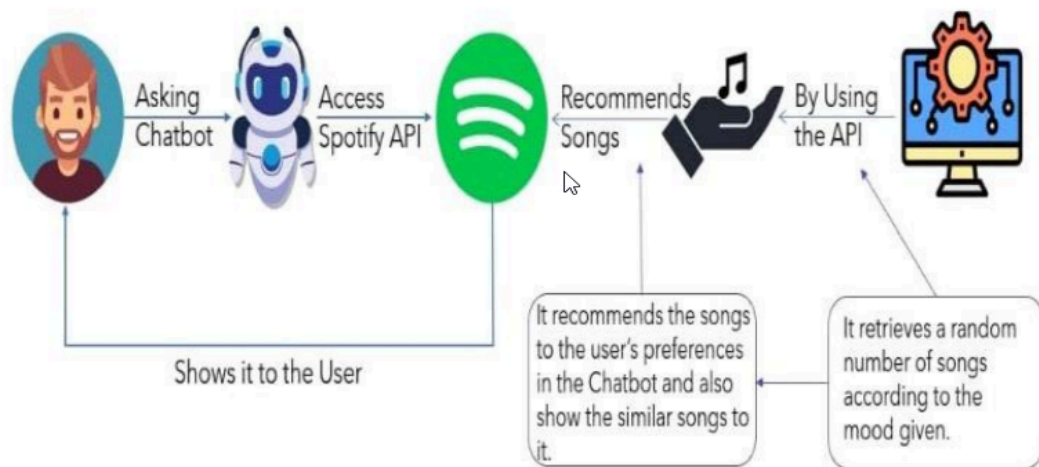 Asking
Chatbot
Access
Spotify API
Recommends
Songs
By Using
the API
Shows it to the User
It recommends the songs
to the user's preferences
in the Chatbot and also
show the similar songs to
it.
It retrieves a random
number of songs
according to the
mood given.